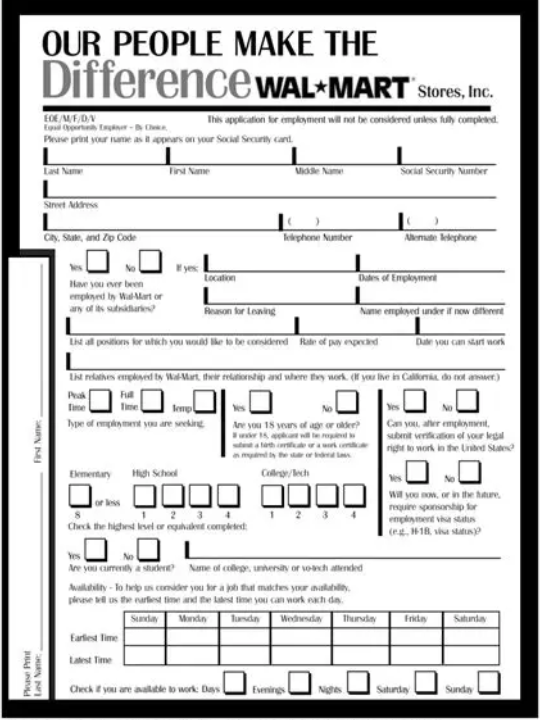 OUR PEOPLE MAKE THE
Difference WAL★MART® Stores, Inc.
EOE/M/F/D/V This application for employment will not be considered unless fully completed.
Equal Opportunity Employer – By Choice.
Please print your name as it appears on your Social Security card.
Last Name First Name Middle Name Social Security Number
Street Address
( ) ( )
City, State, and Zip Code Telephone Number Alternate Telephone
Yes No If yes:
Location Dates of Employment
Have you ever been
employed by Wal-Mart or
any of its subsidiaries?
Reason for Leaving Name employed under if now different
List all positions for which you would like to be considered Rate of pay expected Date you can start work
List relatives employed by Wal-Mart, their relationship and where they work. (If you live in California, do not answer.)
Peak Time Full Time Temp
Type of employment you are seeking.
Yes No
Are you 18 years of age or older?
If under 18, applicant will be required to
submit a birth certificate or a work certificate
as required by the state or federal laws.
Yes No
Can you, after employment,
submit verification of your legal
right to work in the United States?
Yes No
Will you now, or in the future,
require sponsorship for
employment visa status
(e.g., H-1B, visa status)?
Elementary High School College/Tech
or less
8 1 2 3 4 1 2 3 4
Check the highest level or equivalent completed:
Yes No
Are you currently a student? Name of college, university or vo-tech attended
Availability - To help us consider you for a job that matches your availability,
please tell us the earliest time and the latest time you can work each day.
Sunday Monday Tuesday Wednesday Thursday Friday Saturday
Earliest Time
Latest Time
Check if you are available to work: Days Evenings Nights Saturday Sunday
Please Print
Last Name: First Name: